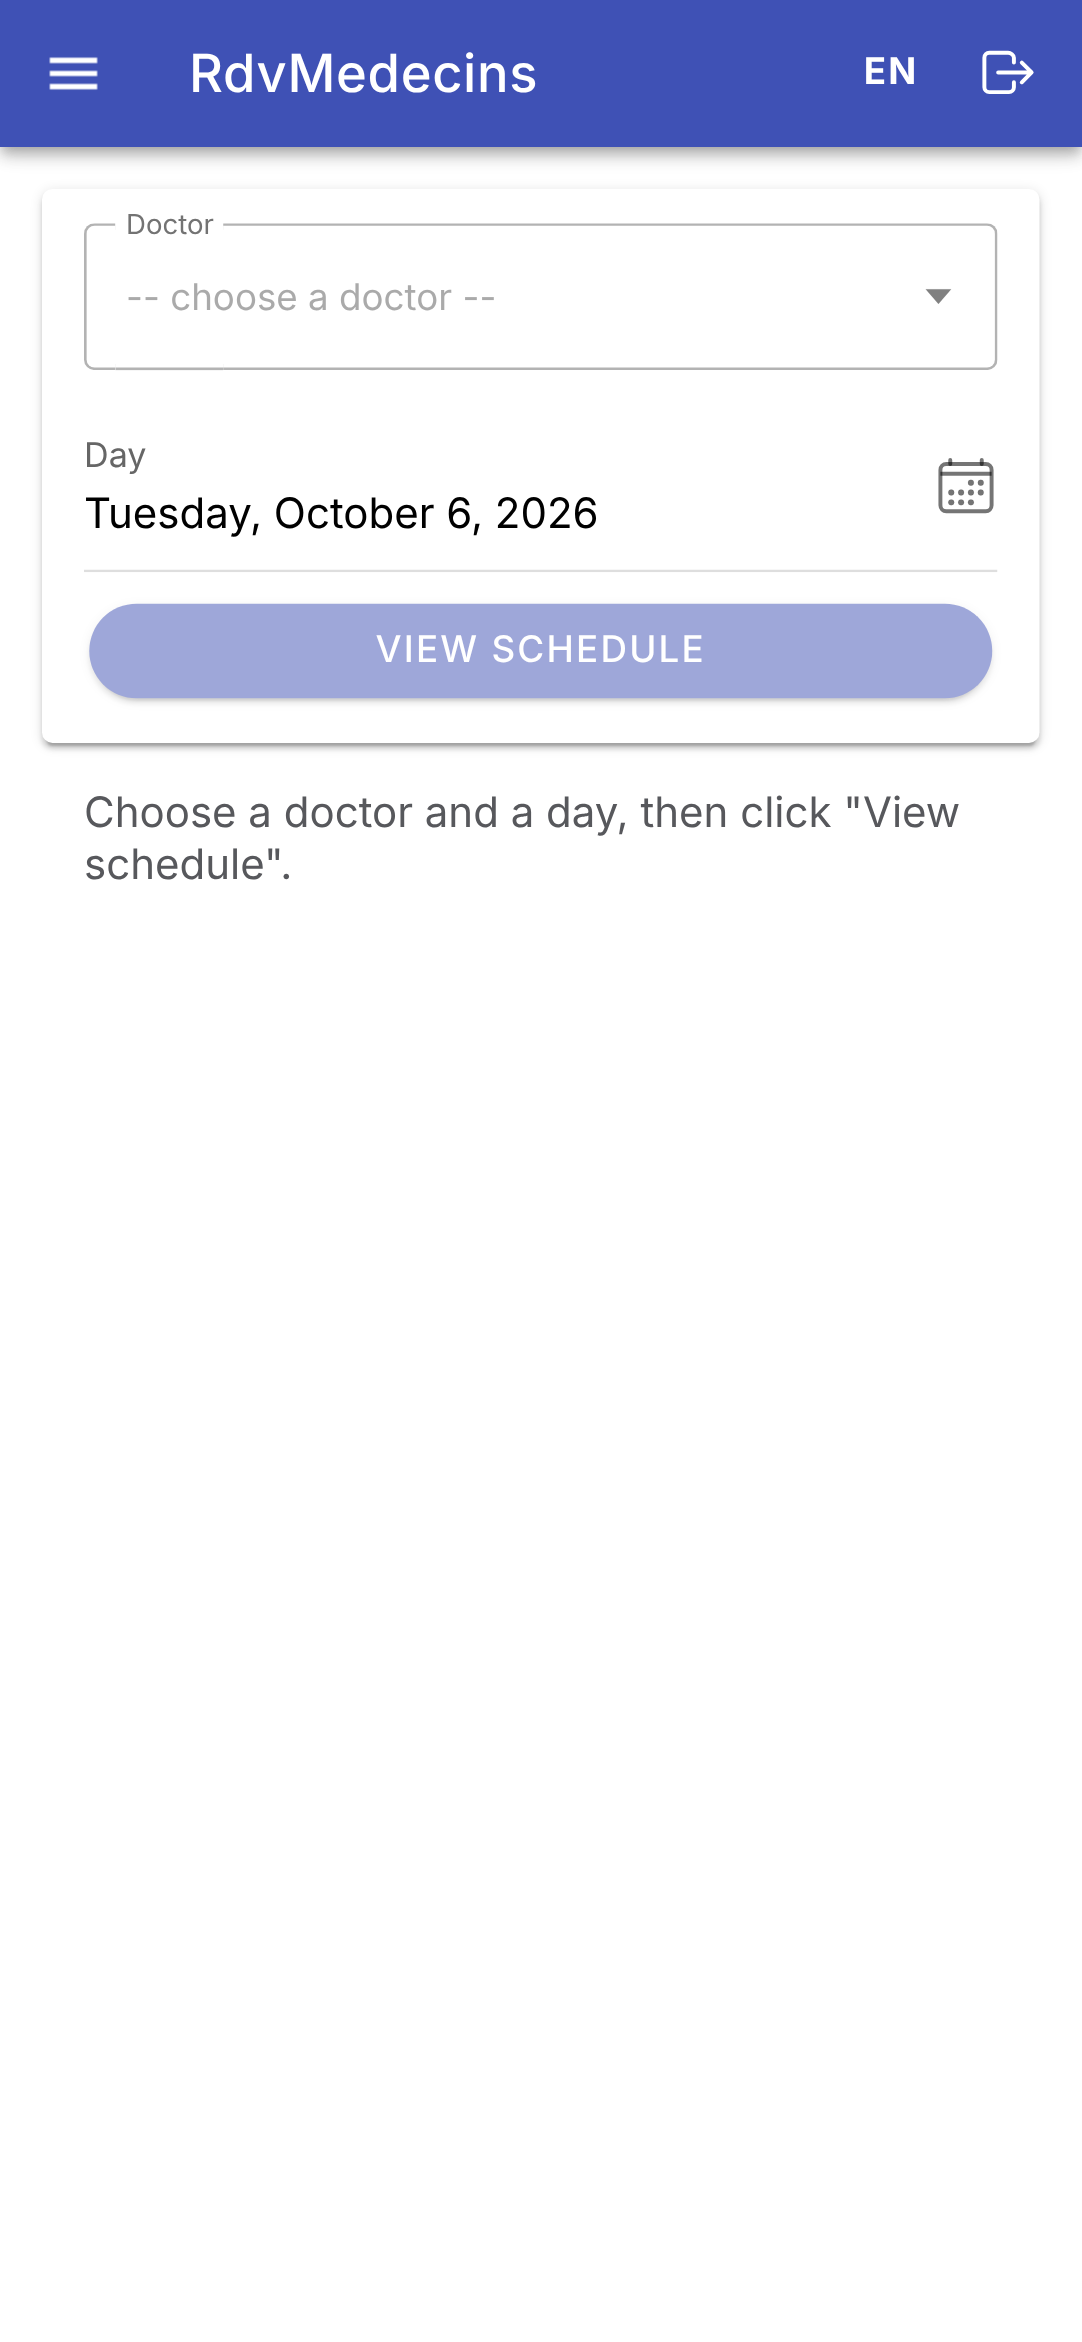 RdvMedecins
EN
Doctor
-- choose a doctor --
Day
Tuesday, October 6, 2026
VIEW SCHEDULE
Choose a doctor and a day, then click "View
schedule".